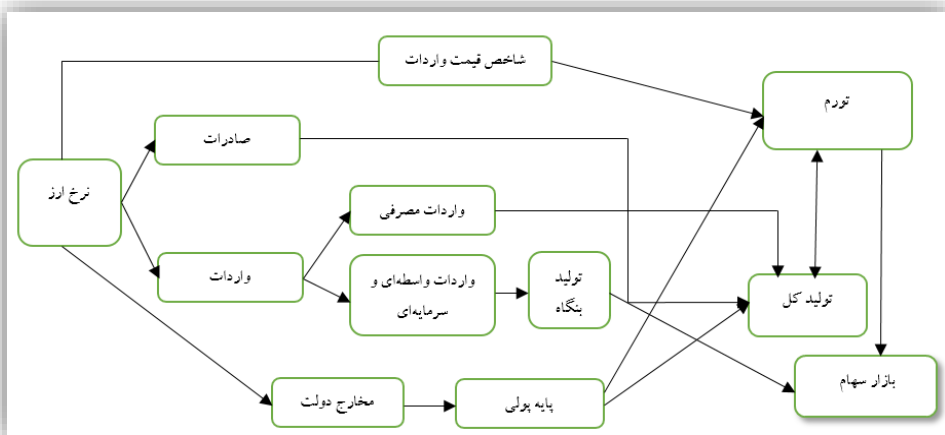 شاخص قیمت واردات
تورم
صادرات
نرخ ارز
واردات مصرفی
واردات
واردات واسطه‌ای و
سرمایه‌ای
تولید
بنگاه
تولید کل
بازار سهام
مخارج دولت
پایه پولی